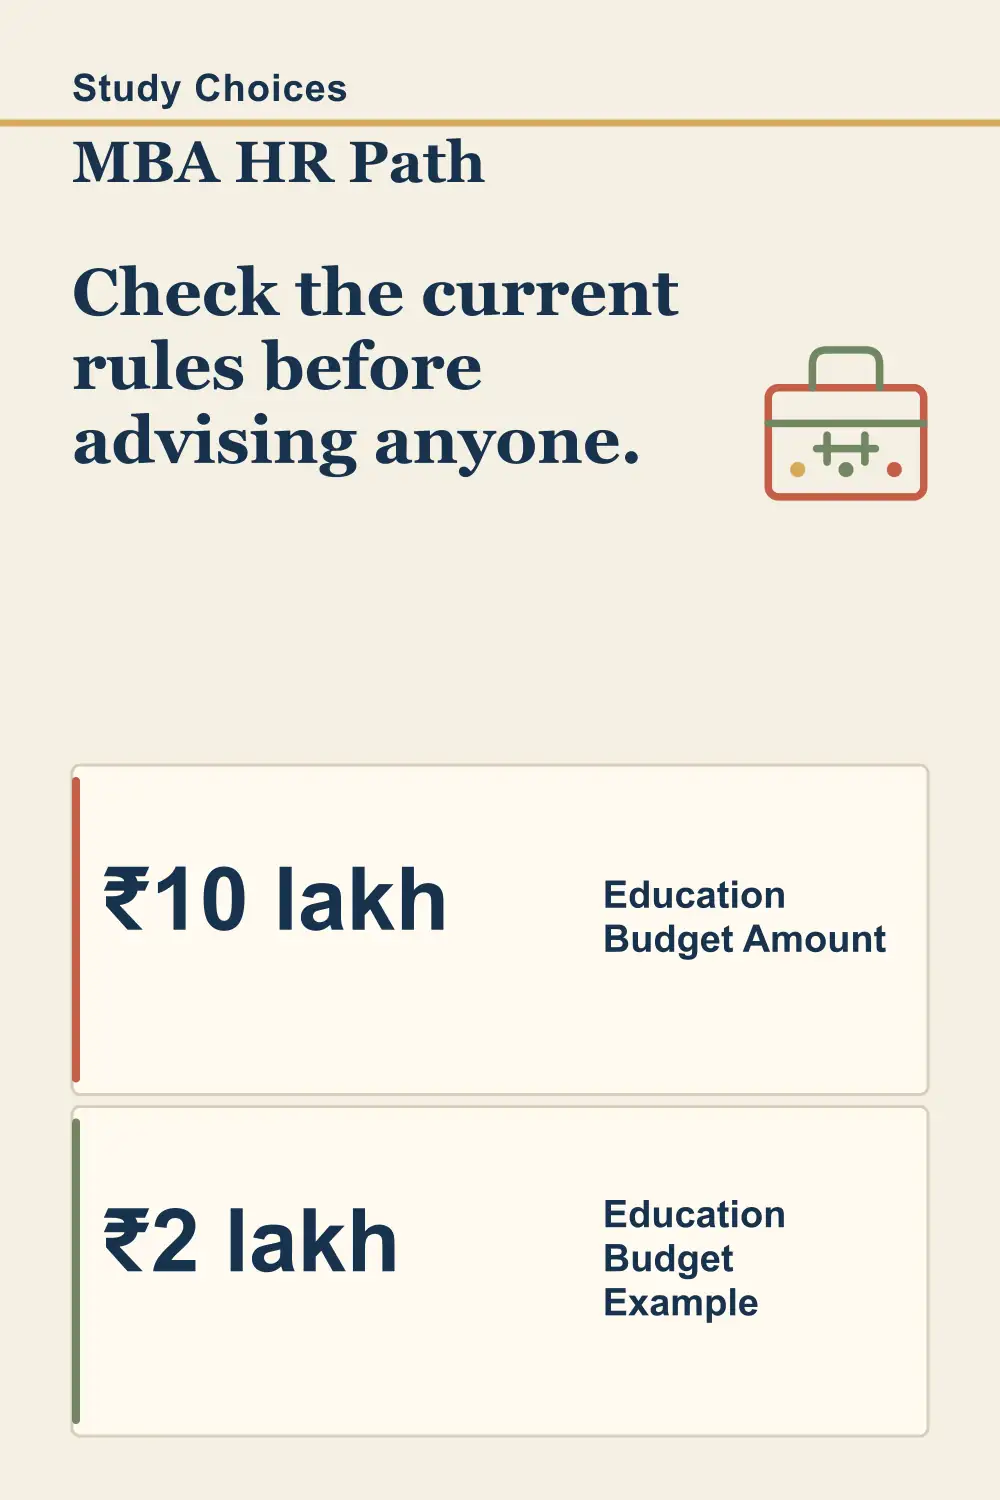 Study Choices
MBA HR Path
Check the current
rules before
advising anyone.
₹10 lakh
Education
Budget Amount
₹2 lakh
Education
Budget
Example